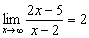 lim x→∞ (2x − 5)/(x − 2) = 2